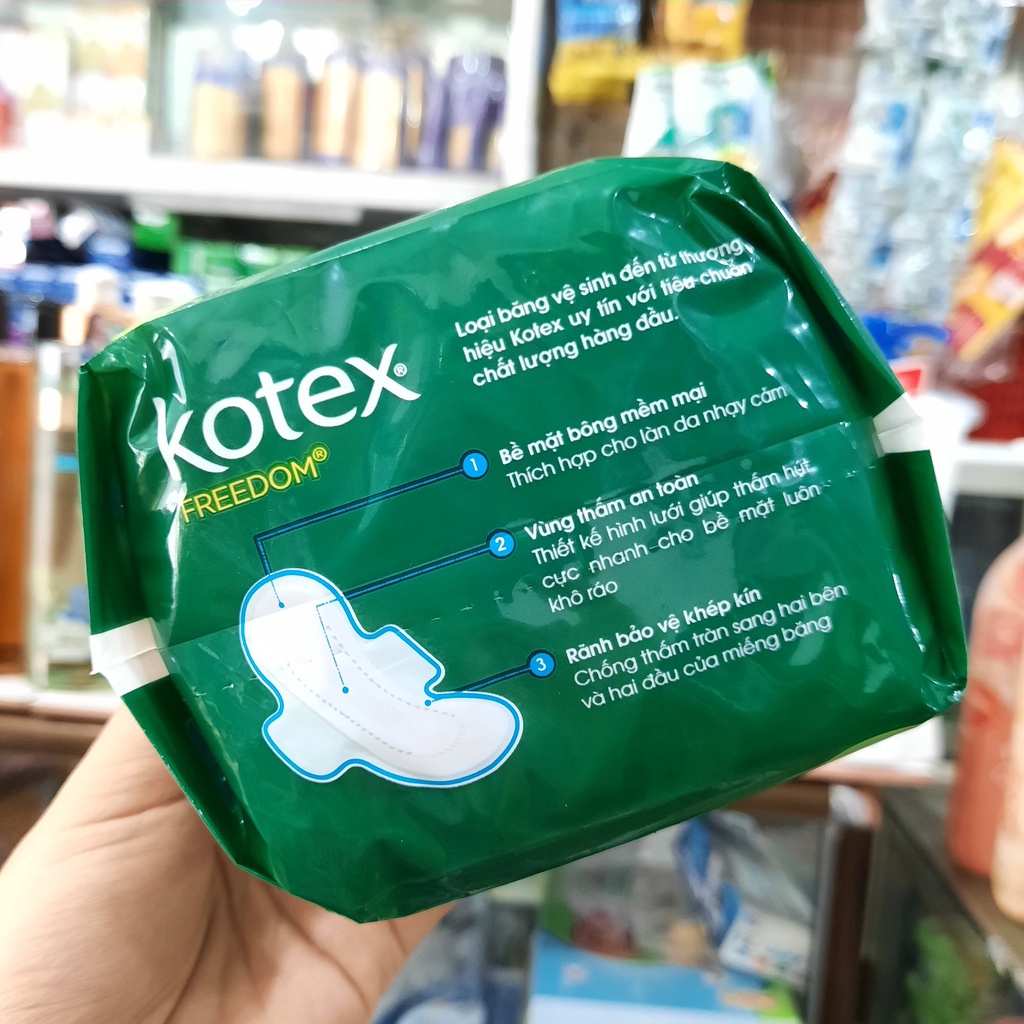 kotex®
FREEDOM®
Loại băng vệ sinh đến từ thương
hiệu Kotex uy tín với tiêu chuẩn
chất lượng hàng đầu.
1
Bề mặt bông mềm mại
Thích hợp cho làn da nhạy cảm
2
Vùng thấm an toàn
Thiết kế hình lưới giúp thấm hút
cực nhanh cho bề mặt luôn
khô ráo
3
Rãnh bảo vệ khép kín
Chống thấm tràn sang hai bên
và hai đầu của miếng băng